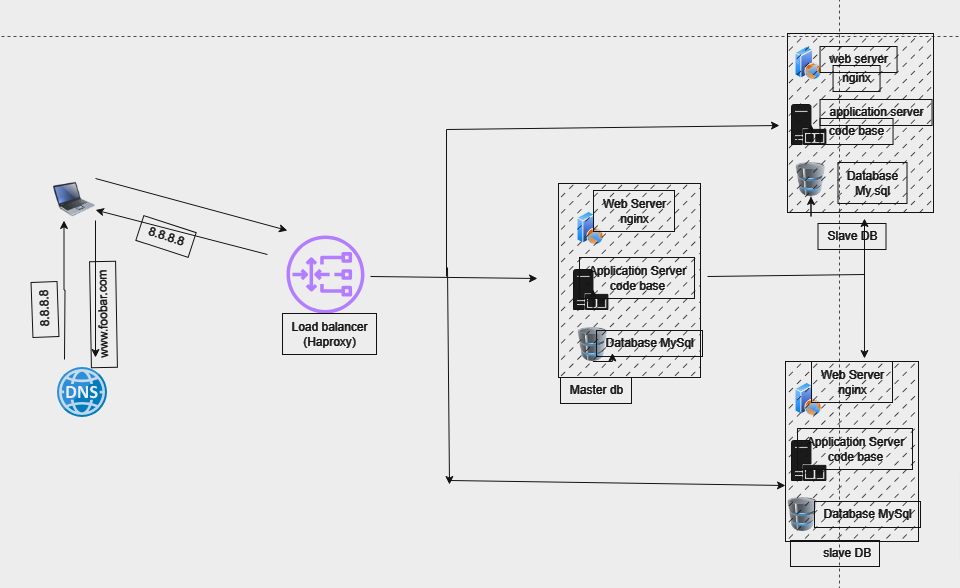 8.8.8.8
www.foobar.com
DNS
8.8.8.8
Load balancer
(Haproxy)
Web Server
nginx
Application Server
code base
Database MySql
Master db
web server
nginx
application server
code base
Database
My sql
Slave DB
Web Server
nginx
Application Server
code base
Database MySql
slave DB